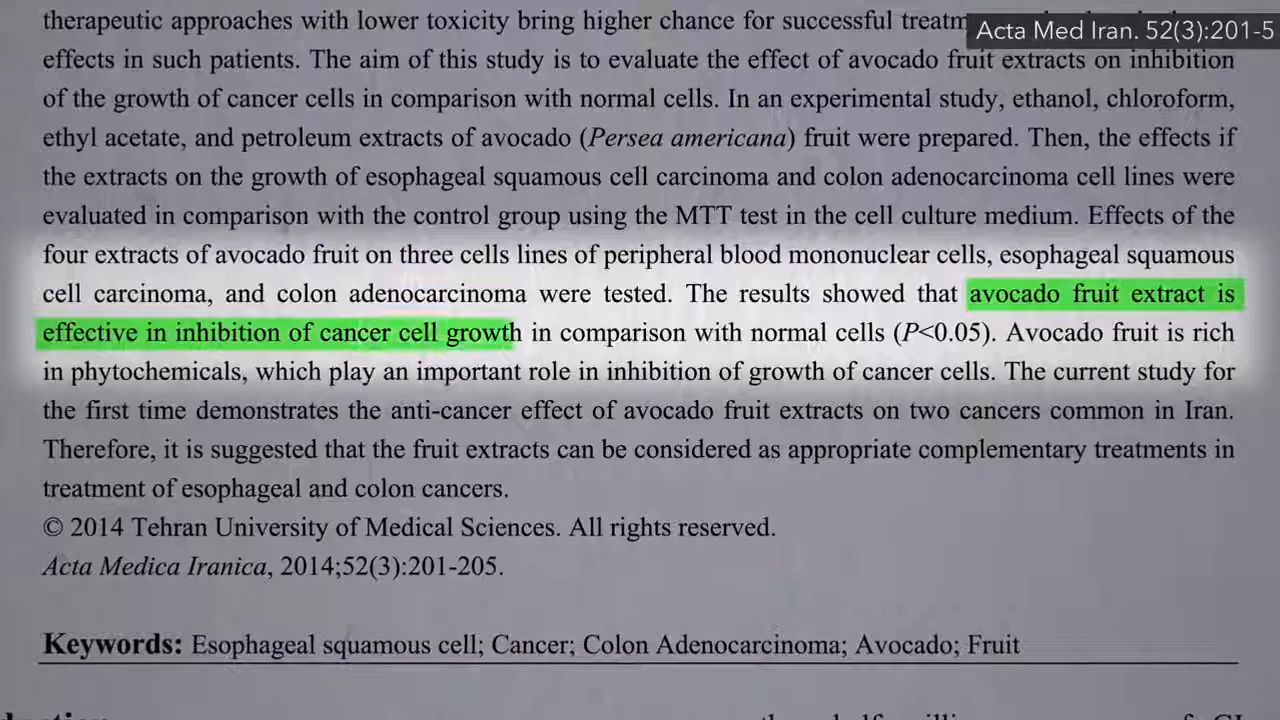 therapeutic approaches with lower toxicity bring higher chance for successful
Acta Med Iran. 52(3):201-5
effects in such patients. The aim of this study is to evaluate the effect of avocado fruit extracts on inhibition
of the growth of cancer cells in comparison with normal cells. In an experimental study, ethanol, chloroform,
ethyl acetate, and petroleum extracts of avocado (Persea americana) fruit were prepared. Then, the effects if
the extracts on the growth of esophageal squamous cell carcinoma and colon adenocarcinoma cell lines were
evaluated in comparison with the control group using the MTT test in the cell culture medium. Effects of the
four extracts of avocado fruit on three cells lines of peripheral blood mononuclear cells, esophageal squamous
cell carcinoma, and colon adenocarcinoma were tested. The results showed that avocado fruit extract is
effective in inhibition of cancer cell growth in comparison with normal cells (P<0.05). Avocado fruit is rich
in phytochemicals, which play an important role in inhibition of growth of cancer cells. The current study for
the first time demonstrates the anti-cancer effect of avocado fruit extracts on two cancers common in Iran.
Therefore, it is suggested that the fruit extracts can be considered as appropriate complementary treatments in
treatment of esophageal and colon cancers.
© 2014 Tehran University of Medical Sciences. All rights reserved.
Acta Medica Iranica, 2014;52(3):201-205.
Keywords: Esophageal squamous cell; Cancer; Colon Adenocarcinoma; Avocado; Fruit